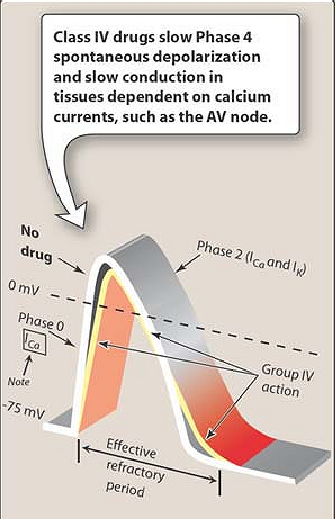 Class IV drugs slow Phase 4
spontaneous depolarization
and slow conduction in
tissues dependent on calcium
currents, such as the AV node.
No
drug
Phase 2 (ICa and IK)
0 mV
Phase 0
ICa
Note
Group IV
action
-75 mV
Effective
refractory
period